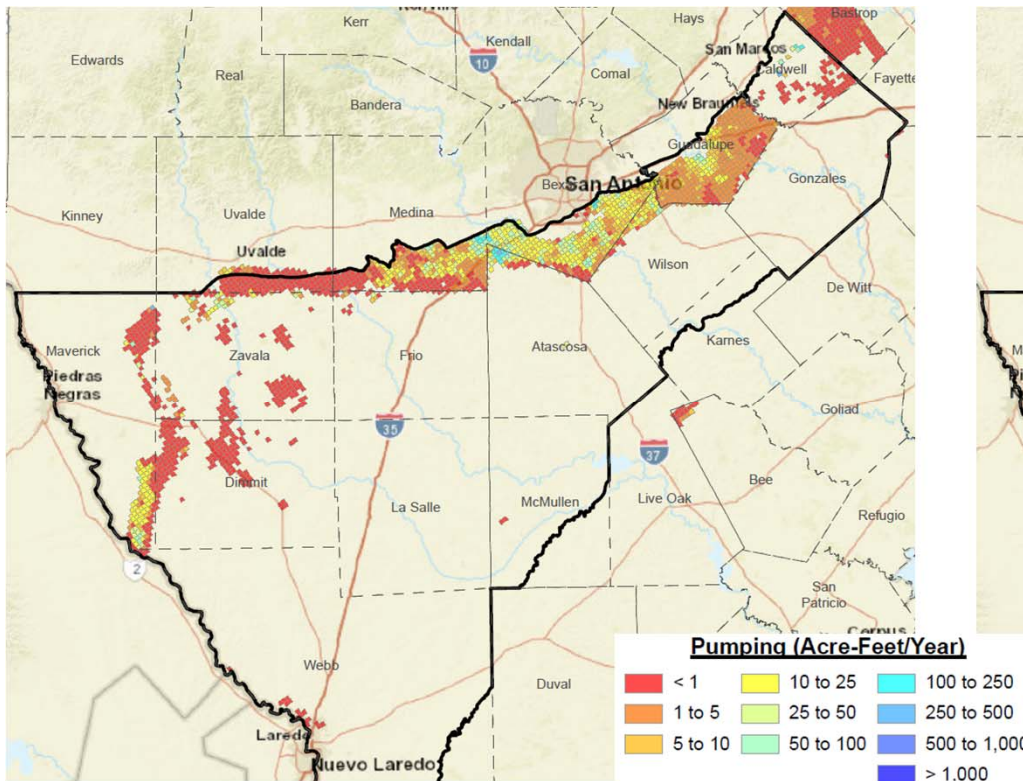 Kerr
Hays
Bastrop
Kendall
San Marcos
Edwards
10
Real
Comal
Caldwell
Fayette
Bandera
New Braunfels
Guadalupe
Bexar
San Antonio
Gonzales
Kinney
Uvalde
Medina
Uvalde
Wilson
De Witt
Maverick
Zavala
Frio
Atascosa
Karnes
Piedras
Negras
Goliad
35
37
Bee
Dimmit
La Salle
McMullen
Live Oak
Refugio
2
San
Patricio
Corpus
Webb
Duval
Laredo
Nuevo Laredo
Pumping (Acre-Feet/Year)
< 1
10 to 25
100 to 250
1 to 5
25 to 50
250 to 500
5 to 10
50 to 100
500 to 1,000
> 1,000